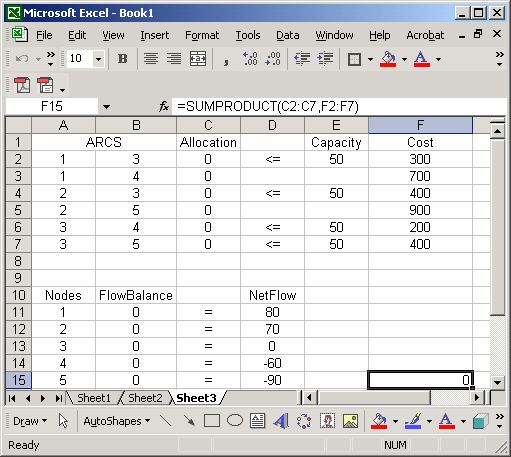 Microsoft Excel - Book1
File Edit View Insert Format Tools Data Window Help Acrobat
10 B
F15 fx =SUMPRODUCT(C2:C7,F2:F7)
A B C D E F
1 ARCS Allocation Capacity Cost
2 1 3 0 <= 50 300
3 1 4 0 700
4 2 3 0 <= 50 400
5 2 5 0 900
6 3 4 0 <= 50 200
7 3 5 0 <= 50 400
8
9
10 Nodes FlowBalance NetFlow
11 1 0 = 80
12 2 0 = 70
13 3 0 = 0
14 4 0 = -60
15 5 0 = -90 0
Sheet1 Sheet2 Sheet3
Draw AutoShapes
Ready NUM